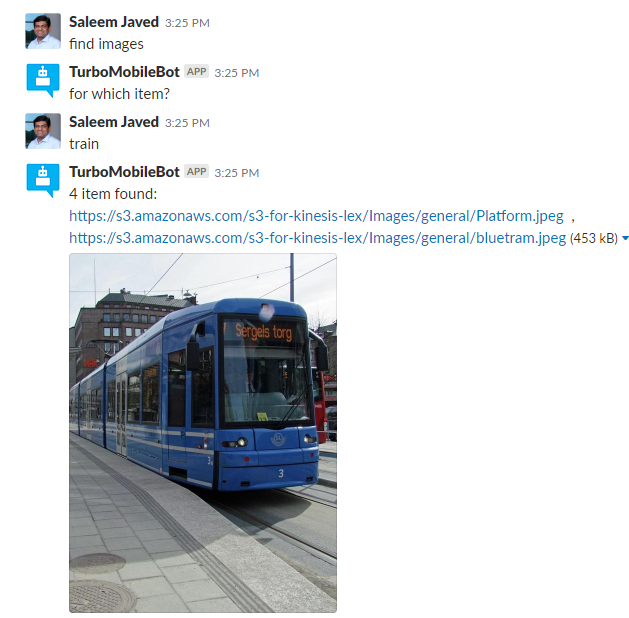 Saleem Javed 3:25 PM
find images
TurboMobileBot APP 3:25 PM
for which item?
Saleem Javed 3:25 PM
train
TurboMobileBot APP 3:25 PM
4 item found:
https://s3.amazonaws.com/s3-for-kinesis-lex/Images/general/Platform.jpeg ,
https://s3.amazonaws.com/s3-for-kinesis-lex/Images/general/bluetram.jpeg (453 kB)
Sergels torg
3